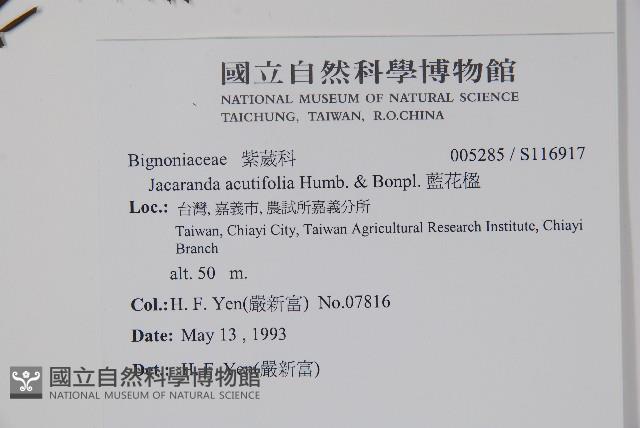 國立自然科學博物館
NATIONAL MUSEUM OF NATURAL SCIENCE
TAICHUNG, TAIWAN, R.O.CHINA
Bignoniaceae 紫葳科 005285 / S116917
Jacaranda acutifolia Humb. & Bonpl. 藍花楹
Loc.: 台灣, 嘉義市, 農試所嘉義分所
Taiwan, Chiayi City, Taiwan Agricultural Research Institute, Chiayi
Branch
alt. 50 m.
Col.: H. F. Yen(嚴新富) No.07816
Date: May 13 , 1993
Det.: H. F. Yen(嚴新富)
國立自然科學博物館
NATIONAL MUSEUM OF NATURAL SCIENCE